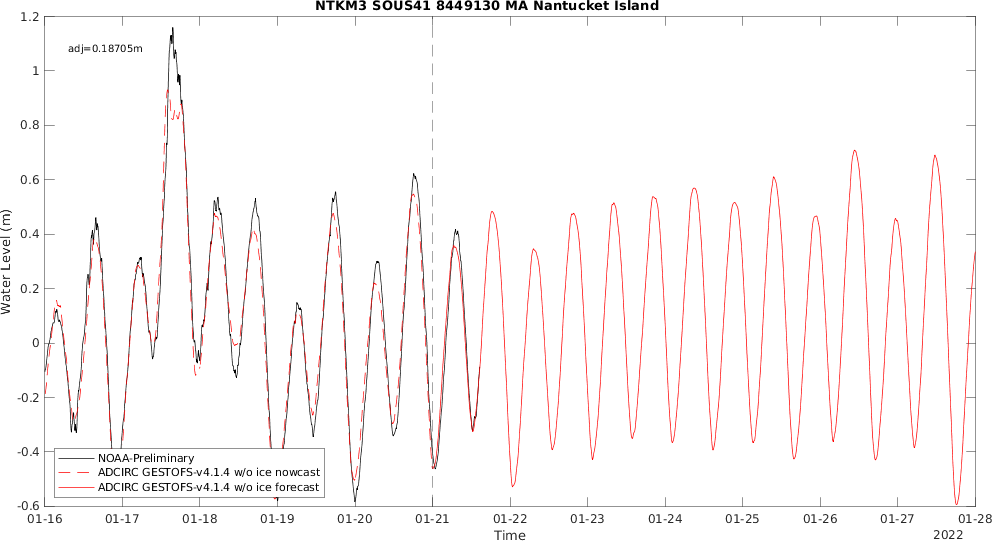 NTKM3 SOUS41 8449130 MA Nantucket Island
adj=0.18705m
1.2
1
0.8
0.6
0.4
0.2
0
-0.2
-0.4
-0.6
Water Level (m)
NOAA-Preliminary
ADCIRC GESTOFS-v4.1.4 w/o ice nowcast
ADCIRC GESTOFS-v4.1.4 w/o ice forecast
01-16 01-17 01-18 01-19 01-20 01-21 01-22 01-23 01-24 01-25 01-26 01-27 01-28
Time
2022